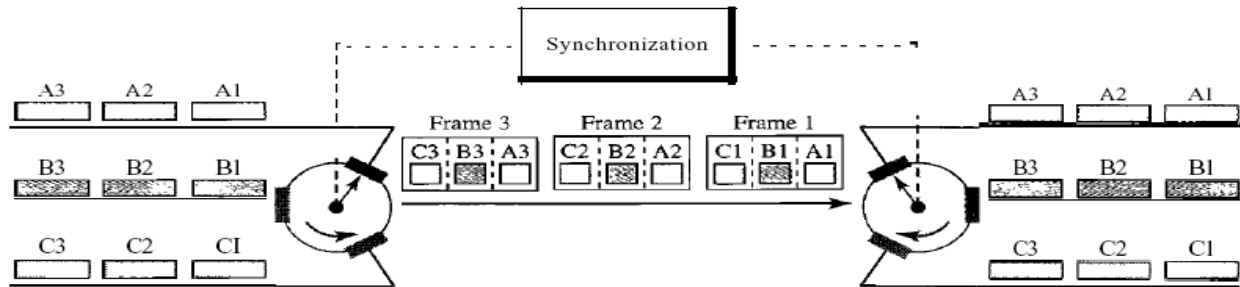 Synchronization
A3 A2 A1
A3 A2 A1
Frame 3 Frame 2 Frame 1
C3 B3 A3 C2 B2 A2 C1 B1 A1
B3 B2 B1
B3 B2 B1
C3 C2 CI
C3 C2 C1